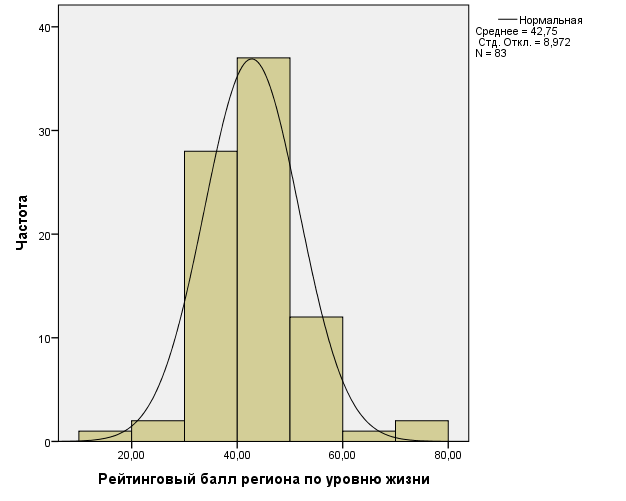 Нормальная
Среднее = 42,75
Стд. Откл. = 8,972
N = 83
Частота
40
30
20
10
0
20,00 40,00 60,00 80,00
Рейтинговый балл региона по уровню жизни